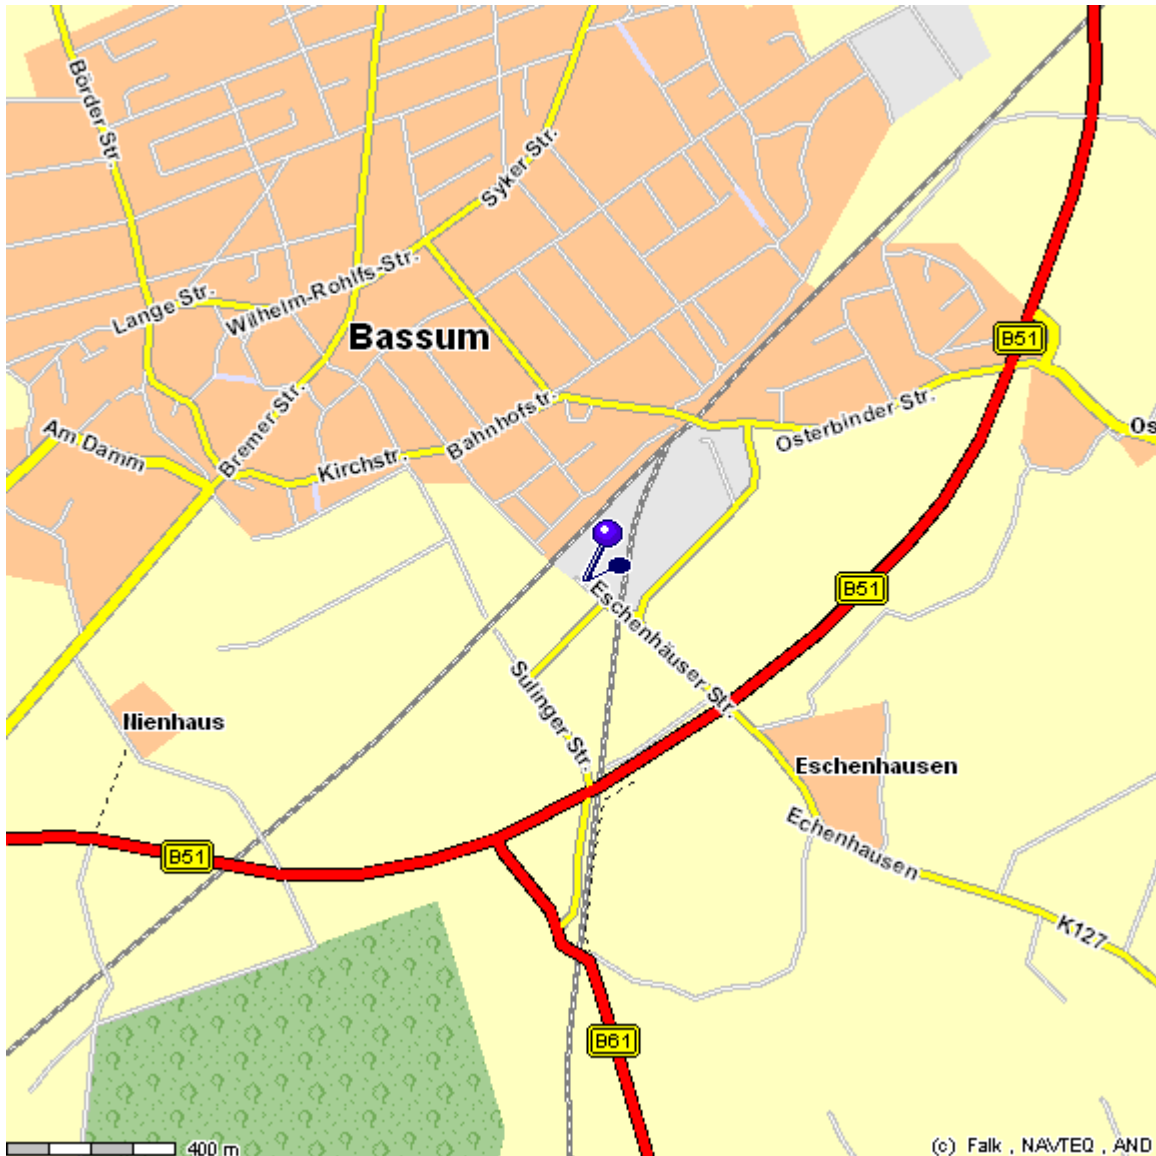 Börder Str.
Syker Str.
Wilhelm-Rohlfs-Str.
Lange Str.
Bassum
B51
Bremer Str.
Bahnhofstr.
Osterbinder Str.
Os
Am Damm
Kirchstr.
B51
Eschenhäuser Str.
Sulinger Str.
Nienhaus
Eschenhausen
Echenhausen
B51
K127
B61
400 m
(c) Falk , NAVTEQ , AND